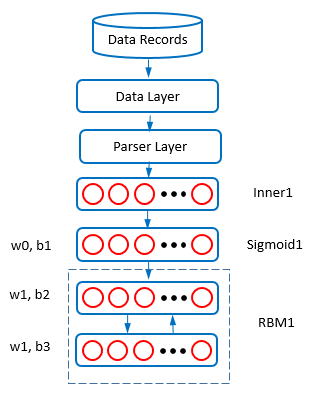 Data Records
Data Layer
Parser Layer
Inner1
w0, b1
Sigmoid1
w1, b2
RBM1
w1, b3